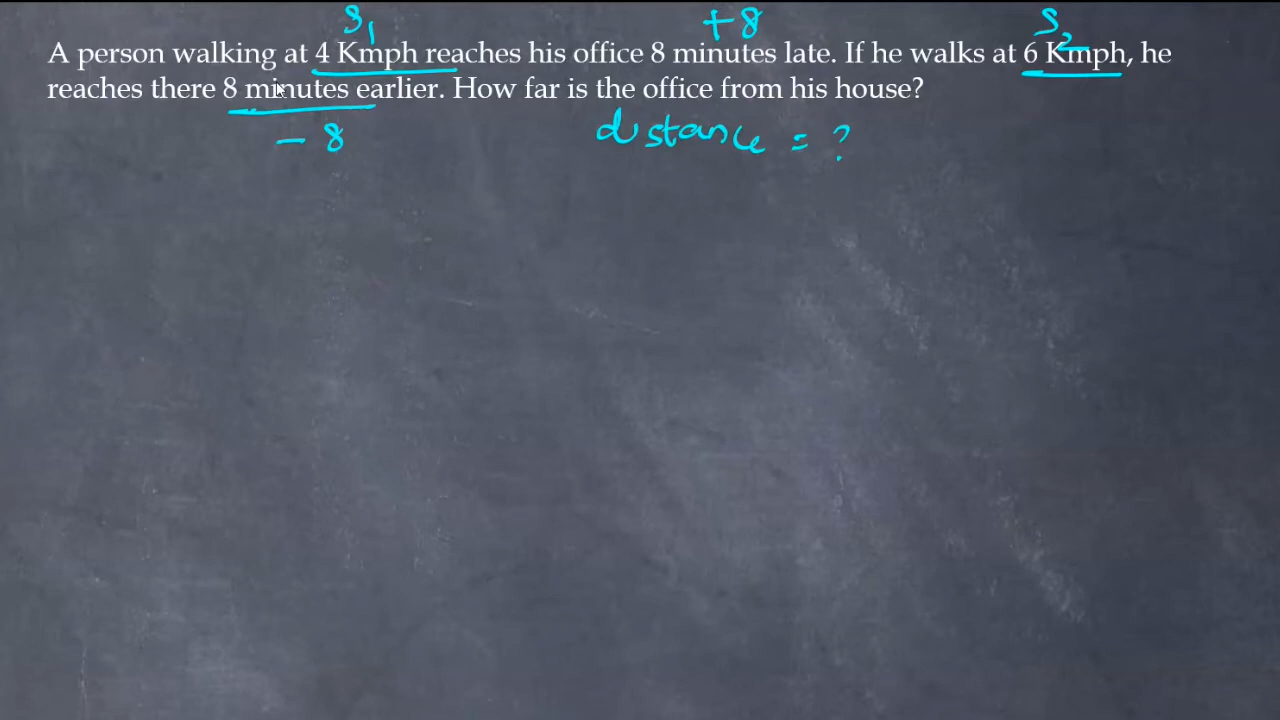 S1 +8 S2
A person walking at 4 Kmph reaches his office 8 minutes late. If he walks at 6 Kmph, he
reaches there 8 minutes earlier. How far is the office from his house?
- 8 distance = ?